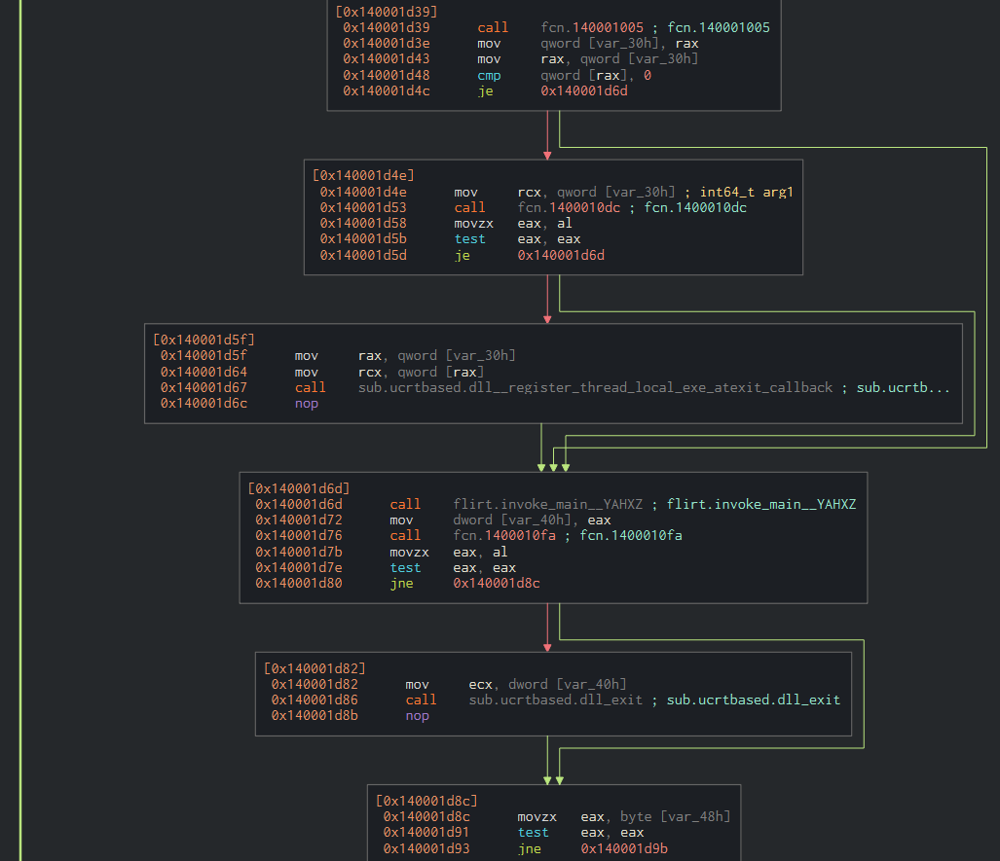 [0x140001d39]
0x140001d39 call fcn.140001005 ; fcn.140001005
0x140001d3e mov qword [var_30h], rax
0x140001d43 mov rax, qword [var_30h]
0x140001d48 cmp qword [rax], 0
0x140001d4c je 0x140001d6d
[0x140001d4e]
0x140001d4e mov rcx, qword [var_30h] ; int64_t arg1
0x140001d53 call fcn.1400010dc ; fcn.1400010dc
0x140001d58 movzx eax, al
0x140001d5b test eax, eax
0x140001d5d je 0x140001d6d
[0x140001d5f]
0x140001d5f mov rax, qword [var_30h]
0x140001d64 mov rcx, qword [rax]
0x140001d67 call sub.ucrtbased.dll__register_thread_local_exe_atexit_callback ; sub.ucrtb...
0x140001d6c nop
[0x140001d6d]
0x140001d6d call flirt.invoke_main__YAHXZ ; flirt.invoke_main__YAHXZ
0x140001d72 mov dword [var_40h], eax
0x140001d76 call fcn.1400010fa ; fcn.1400010fa
0x140001d7b movzx eax, al
0x140001d7e test eax, eax
0x140001d80 jne 0x140001d8c
[0x140001d82]
0x140001d82 mov ecx, dword [var_40h]
0x140001d86 call sub.ucrtbased.dll_exit ; sub.ucrtbased.dll_exit
0x140001d8b nop
[0x140001d8c]
0x140001d8c movzx eax, byte [var_48h]
0x140001d91 test eax, eax
0x140001d93 jne 0x140001d9b